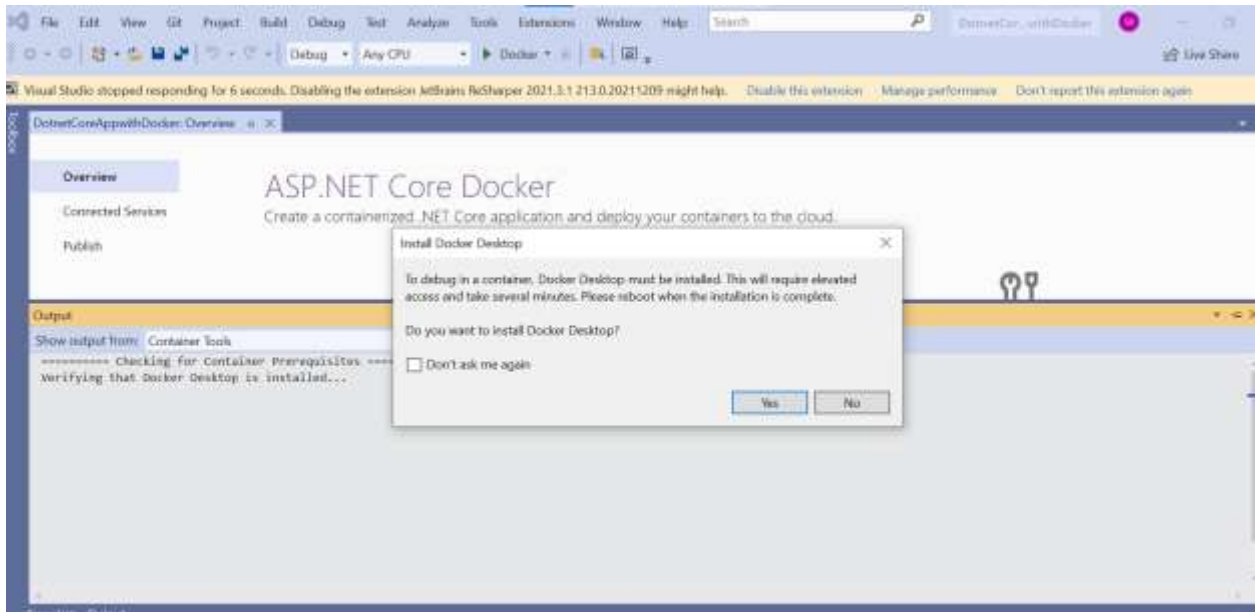 File Edit View Git Project Build Debug Test Analyze Tools Extensions Window Help Search
Debug Any CPU Docker Live Share
Visual Studio stopped responding for 6 seconds. Disabling the extension JetBrains ReSharper 2021.3.1 213.0.20211209 might help. Disable this extension Manage performance Don't report this extension again
Toolbox
DotnetCoreAppwithDocker: Overview
Overview
ASP.NET Core Docker
Connected Services
Create a containerized .NET Core application and deploy your containers to the cloud.
Publish
Install Docker Desktop
To debug in a container, Docker Desktop must be installed. This will require elevated
access and take several minutes. Please reboot when the installation is complete.
Do you want to install Docker Desktop?
Don't ask me again
Yes No
Output
Show output from: Container Tools
========== Checking for Container Prerequisites ====
Verifying that Docker Desktop is installed...